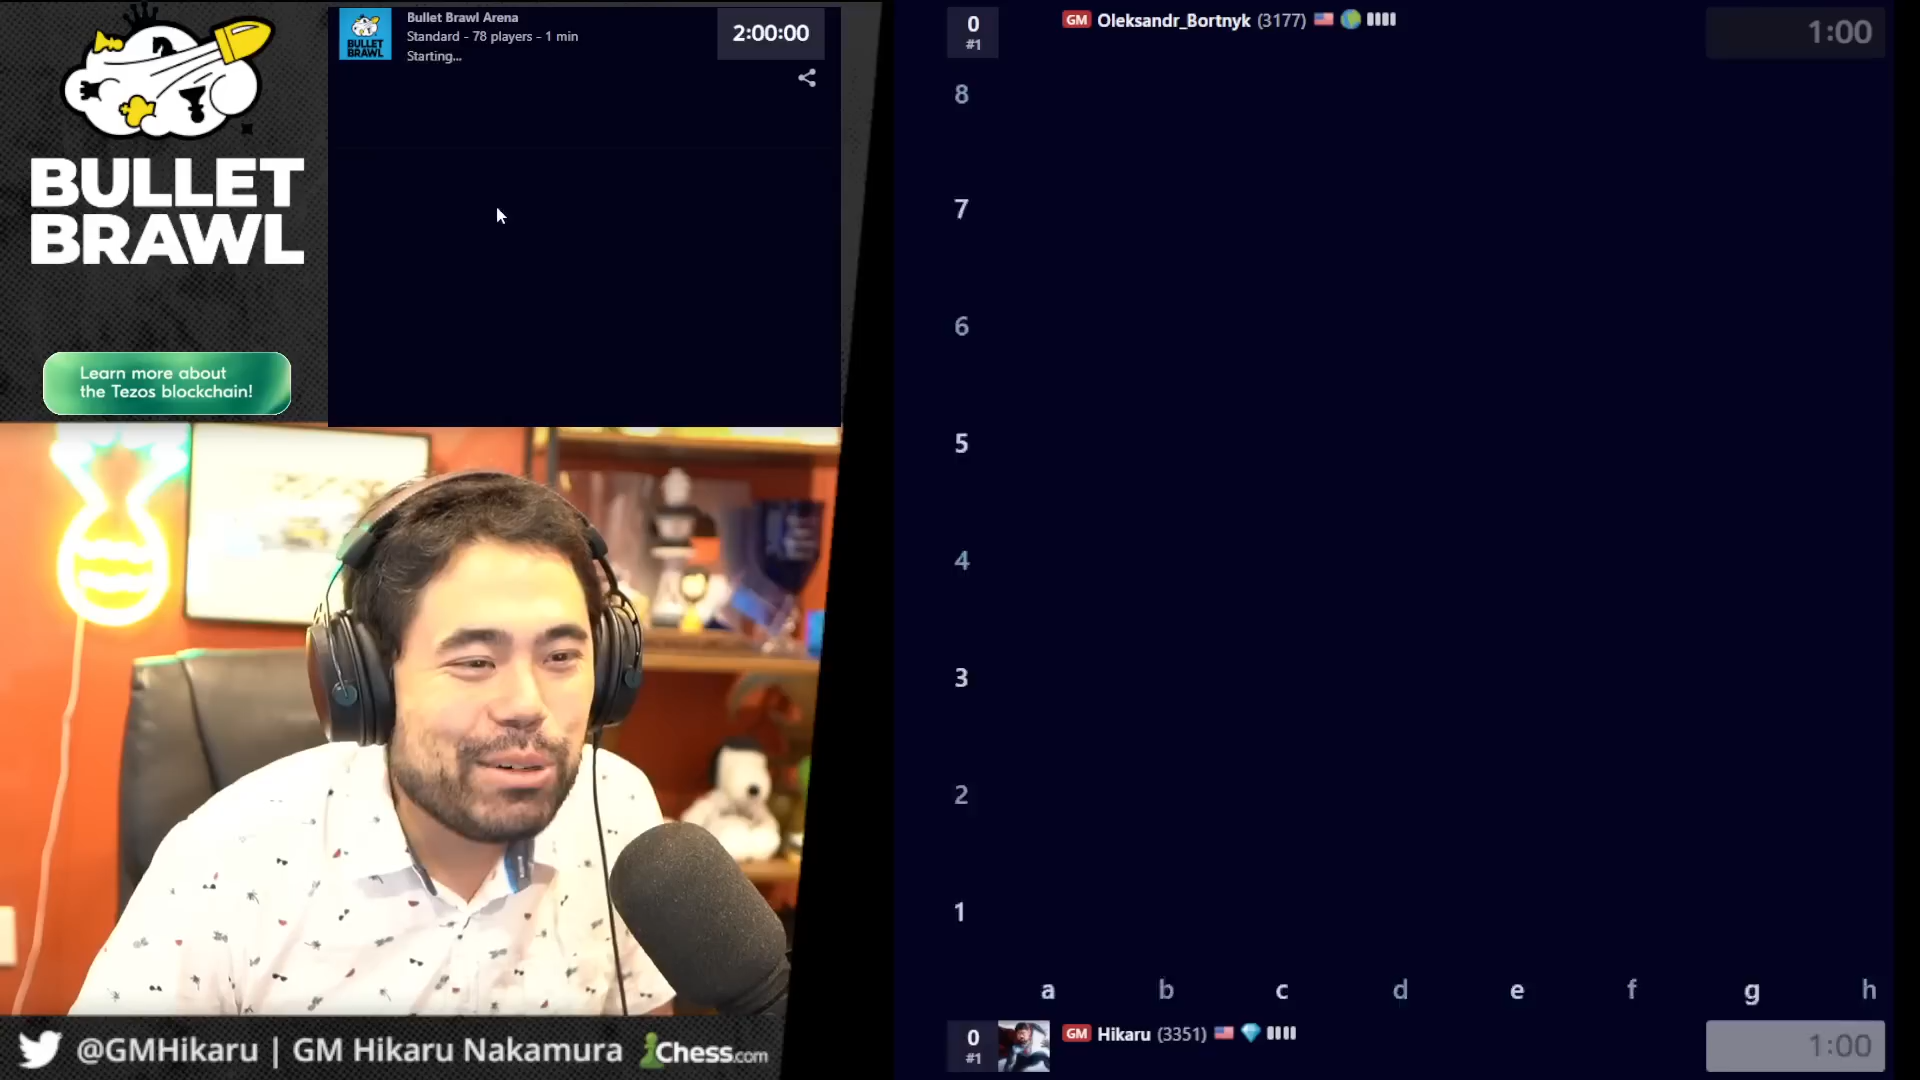 BULLET
BRAWL
Learn more about
the Tezos blockchain!
BULLET
BRAWL
Bullet Brawl Arena
Standard - 78 players - 1 min
Starting...
2:00:00
@GMHikaru | GM Hikaru Nakamura Chess.com
0
#1
GM Oleksandr_Bortnyk (3177)
1:00
8
7
6
5
4
3
2
1
a b c d e f g h
0
#1
GM Hikaru (3351)
1:00